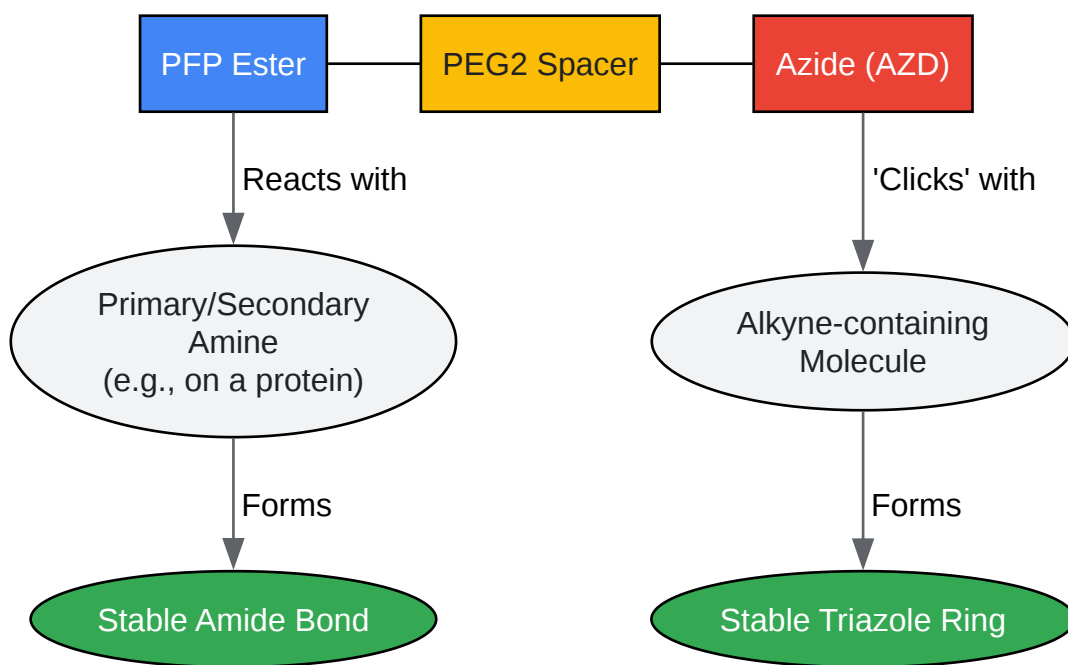 PFP Ester
PEG2 Spacer
Azide (AZD)
Reacts with
'Clicks' with
Primary/Secondary
Amine
(e.g., on a protein)
Alkyne-containing
Molecule
Forms
Forms
Stable Amide Bond
Stable Triazole Ring